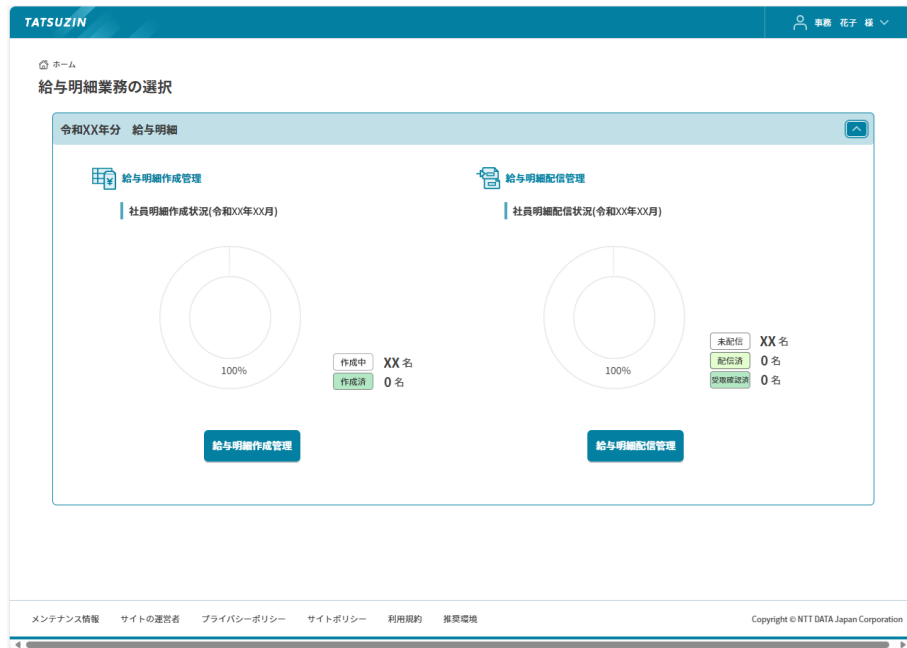 TATSUZIN
事務 花子 様
ホーム
給与明細業務の選択
令和XX年分 給与明細
給与明細作成管理
社員明細作成状況(令和XX年XX月)
100%
作成中 XX 名
作成済 0 名
給与明細作成管理
給与明細配信管理
社員明細配信状況(令和XX年XX月)
100%
未配信 XX 名
配信済 0 名
受取確認済 0 名
給与明細配信管理
メンテナンス情報 サイトの運営者 プライバシーポリシー サイトポリシー 利用規約 推奨環境
Copyright © NTT DATA Japan Corporation